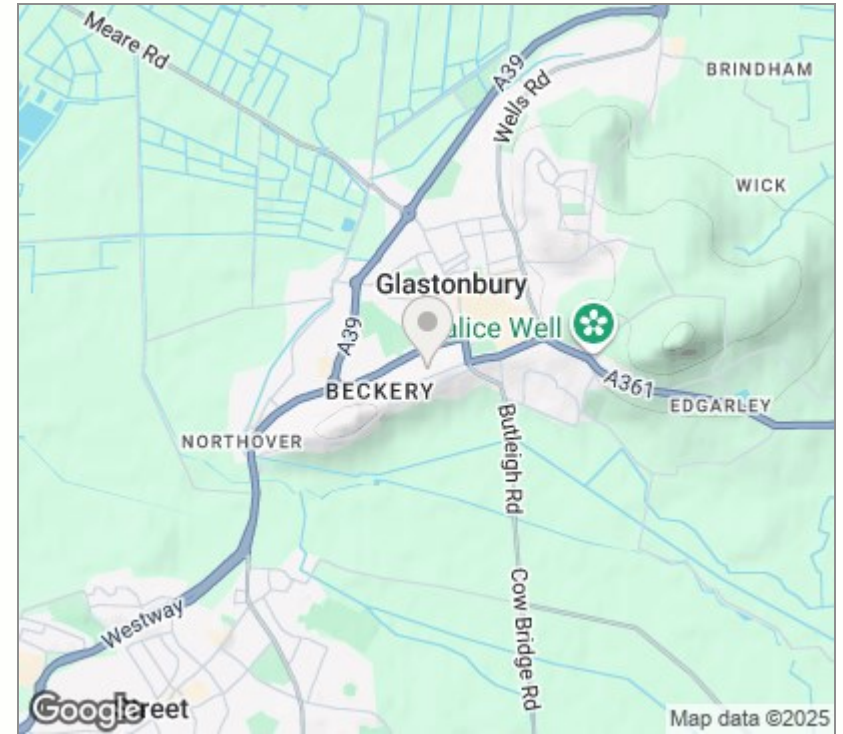 Meare Rd
A39
Wells Rd
BRINDHAM
WICK
Glastonbury
alice Well
A39
A361
BECKERY
EDGARLEY
NORTHOVER
Butleigh Rd
Cow Bridge Rd
Westway
Google
reet
Map data ©2025